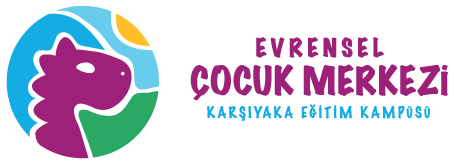 EVRENSEL
ÇOCUK MERKEZİ
KARŞIYAKA EĞİTİM KAMPÜSÜ